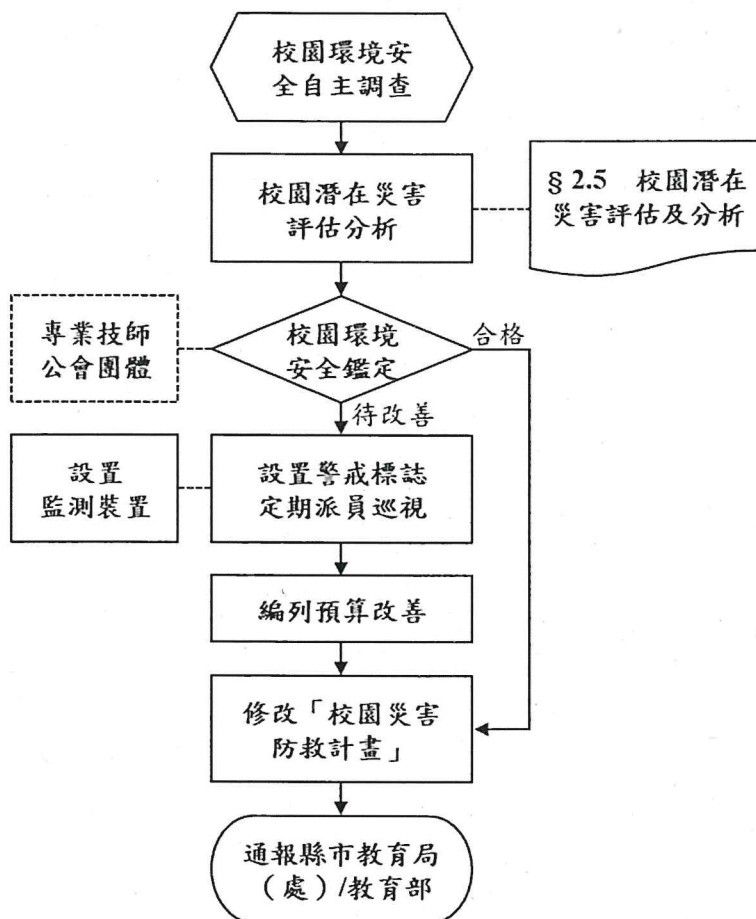 校園環境安
全自主調查
校園潛在災害
評估分析
§ 2.5 校園潛在
災害評估及分析
專業技師
公會團體
校園環境
安全鑑定
合格
待改善
設置
監測裝置
設置警戒標誌
定期派員巡視
編列預算改善
修改「校園災害
防救計畫」
通報縣市教育局
（處）/教育部